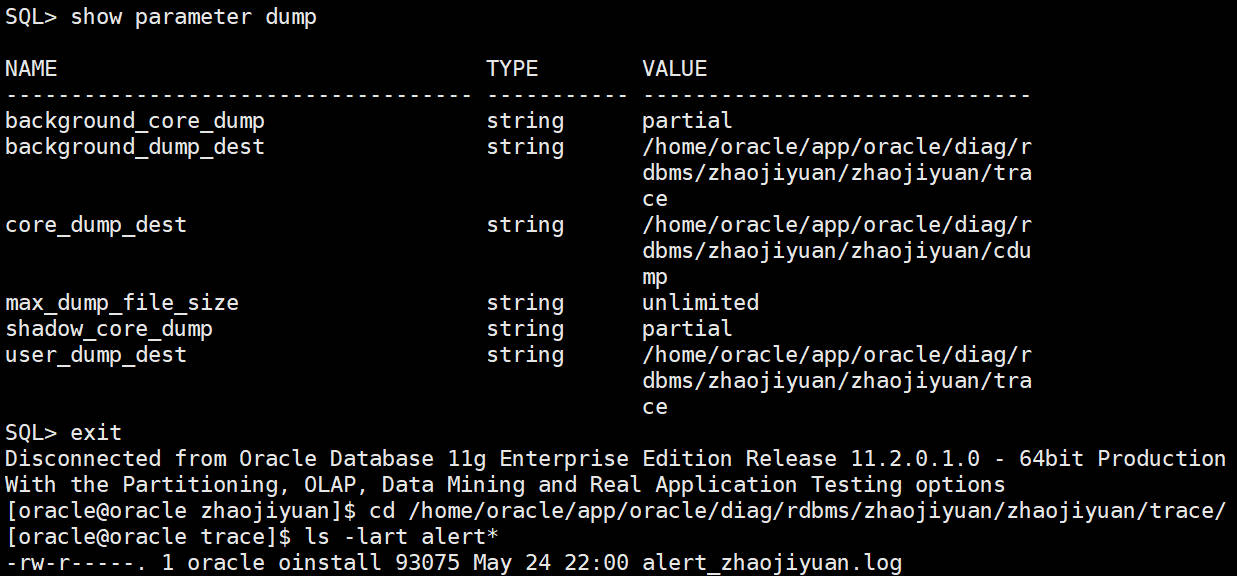 SQL> show parameter dump
NAME                                 TYPE        VALUE
------------------------------------ ----------- ------------------------------
background_core_dump                 string      partial
background_dump_dest                 string      /home/oracle/app/oracle/diag/r
                                                 dbms/zhaojiyuan/zhaojiyuan/tra
                                                 ce
core_dump_dest                       string      /home/oracle/app/oracle/diag/r
                                                 dbms/zhaojiyuan/zhaojiyuan/cdu
                                                 mp
max_dump_file_size                   string      unlimited
shadow_core_dump                     string      partial
user_dump_dest                       string      /home/oracle/app/oracle/diag/r
                                                 dbms/zhaojiyuan/zhaojiyuan/tra
                                                 ce
SQL> exit
Disconnected from Oracle Database 11g Enterprise Edition Release 11.2.0.1.0 - 64bit Production
With the Partitioning, OLAP, Data Mining and Real Application Testing options
[oracle@oracle zhaojiyuan]$ cd /home/oracle/app/oracle/diag/rdbms/zhaojiyuan/zhaojiyuan/trace/
[oracle@oracle trace]$ ls -lart alert*
-rw-r-----. 1 oracle oinstall 93075 May 24 22:00 alert_zhaojiyuan.log